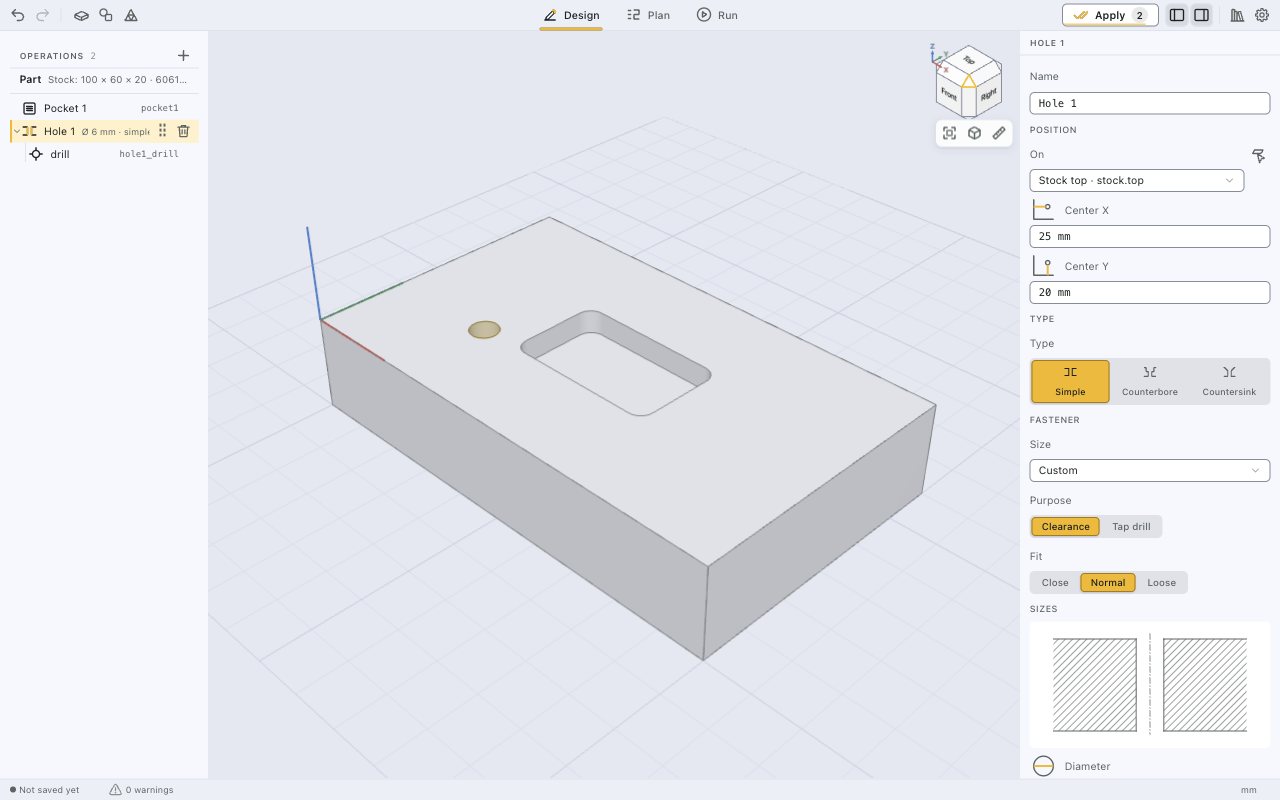 Design
Plan
Run
Apply 2
OPERATIONS 2
Part Stock: 100 × 60 × 20 · 6061...
Pocket 1 pocket1
Hole 1 Ø 6 mm · simple
drill hole1_drill
Z
Y
X
Top
Front
Right
HOLE 1
Name
Hole 1
POSITION
On
Stock top · stock.top
Center X
25 mm
Center Y
20 mm
TYPE
Type
Simple Counterbore Countersink
FASTENER
Size
Custom
Purpose
Clearance Tap drill
Fit
Close Normal Loose
SIZES
Diameter
Not saved yet 0 warnings mm